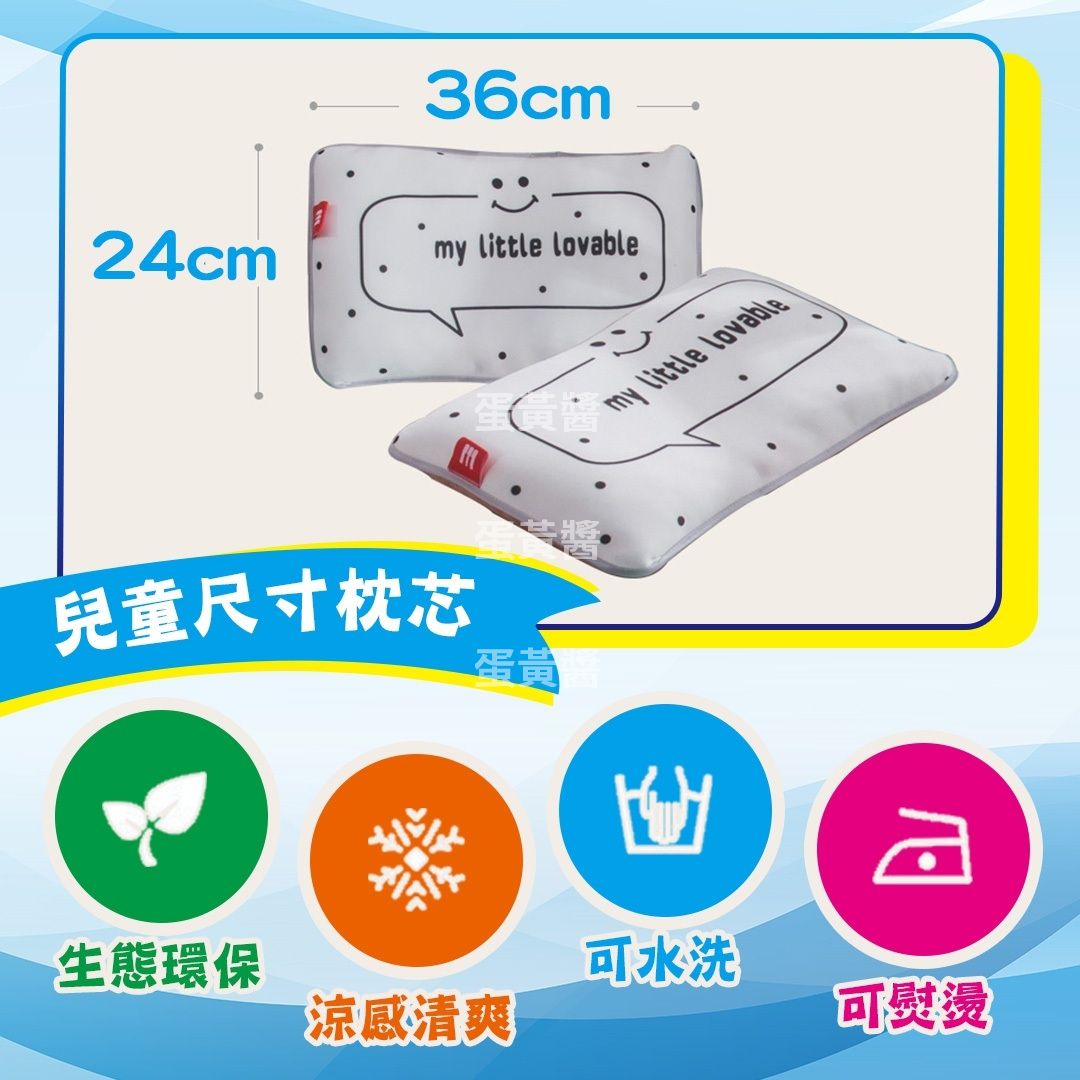 36cm
24cm
my little lovable
my little lovable
蛋黃醬
蛋黃醬
蛋黃醬
兒童尺寸枕芯
生態環保
涼感清爽
可水洗
可熨燙